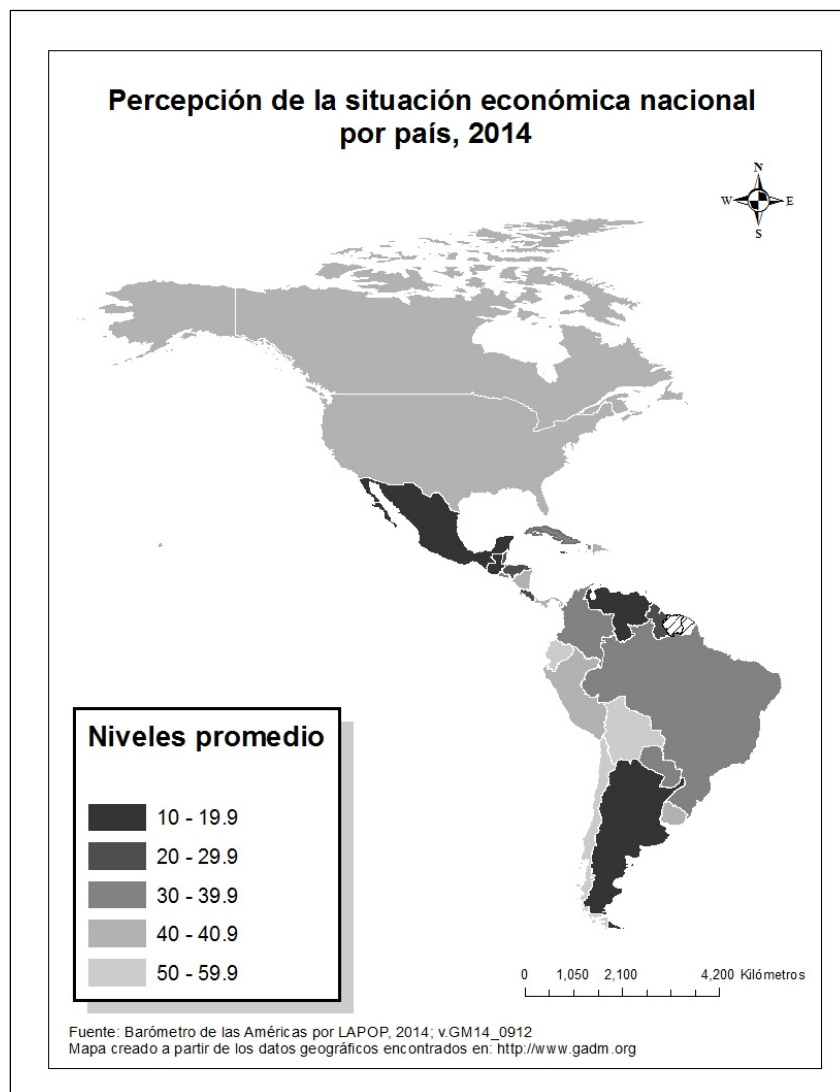 Percepción de la situación económica nacional
por país, 2014
N
W E
S
Niveles promedio
10 - 19.9
20 - 29.9
30 - 39.9
40 - 40.9
50 - 59.9
0 1,050 2,100 4,200 Kilómetros
Fuente: Barómetro de las Américas por LAPOP, 2014; v.GM14_0912
Mapa creado a partir de los datos geográficos encontrados en: http://www.gadm.org